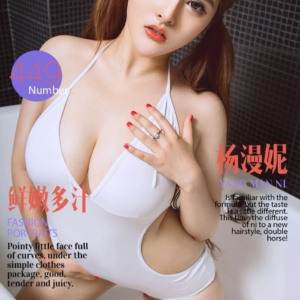 449
Number
杨漫妮
鲜嫩多汁
FASHION
PORTRAITS
Pointy little face full
of curves, under the
simple clothes
package, good,
tender and juicy.
Is familiar with the
formula but the taste
is a little different.
This time the diffuse
of ni to a new
hairstyle, double
horse!